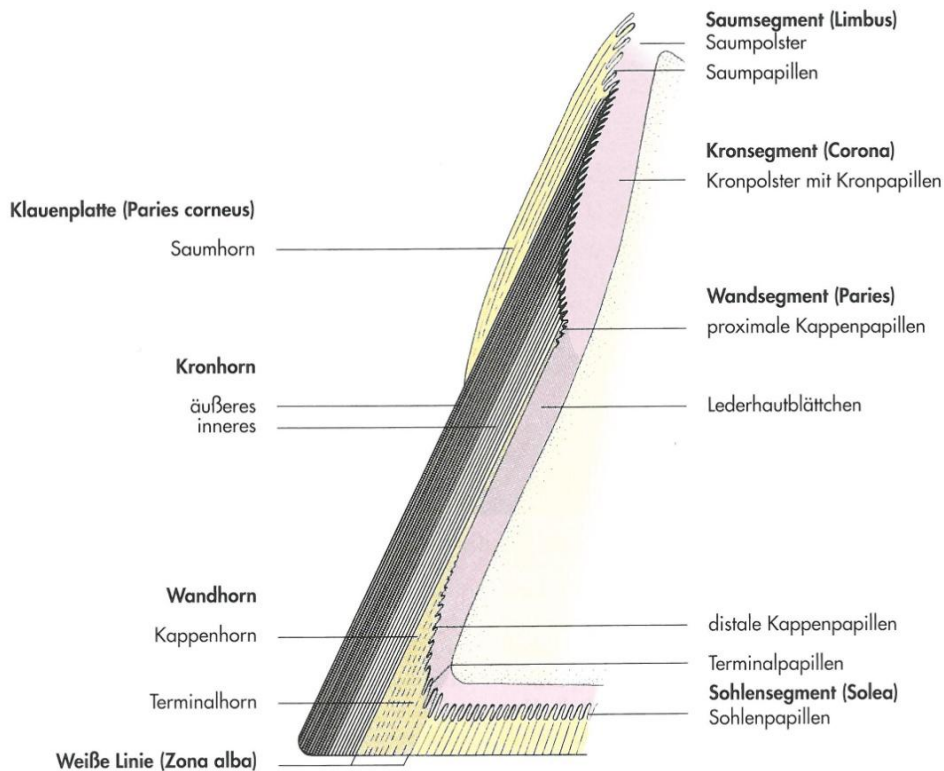 Saumsegment (Limbus)
Saumpolster
Saumpapillen
Kronsegment (Corona)
Kronpolster mit Kronpapillen
Klauenplatte (Paries corneus)
Saumhorn
Wandsegment (Paries)
proximale Kappenpapillen
Kronhorn
äußeres
inneres
Lederhautblättchen
Wandhorn
Kappenhorn
distale Kappenpapillen
Terminalpapillen
Terminalhorn
Sohlensegment (Solea)
Sohlenpapillen
Weiße Linie (Zona alba)